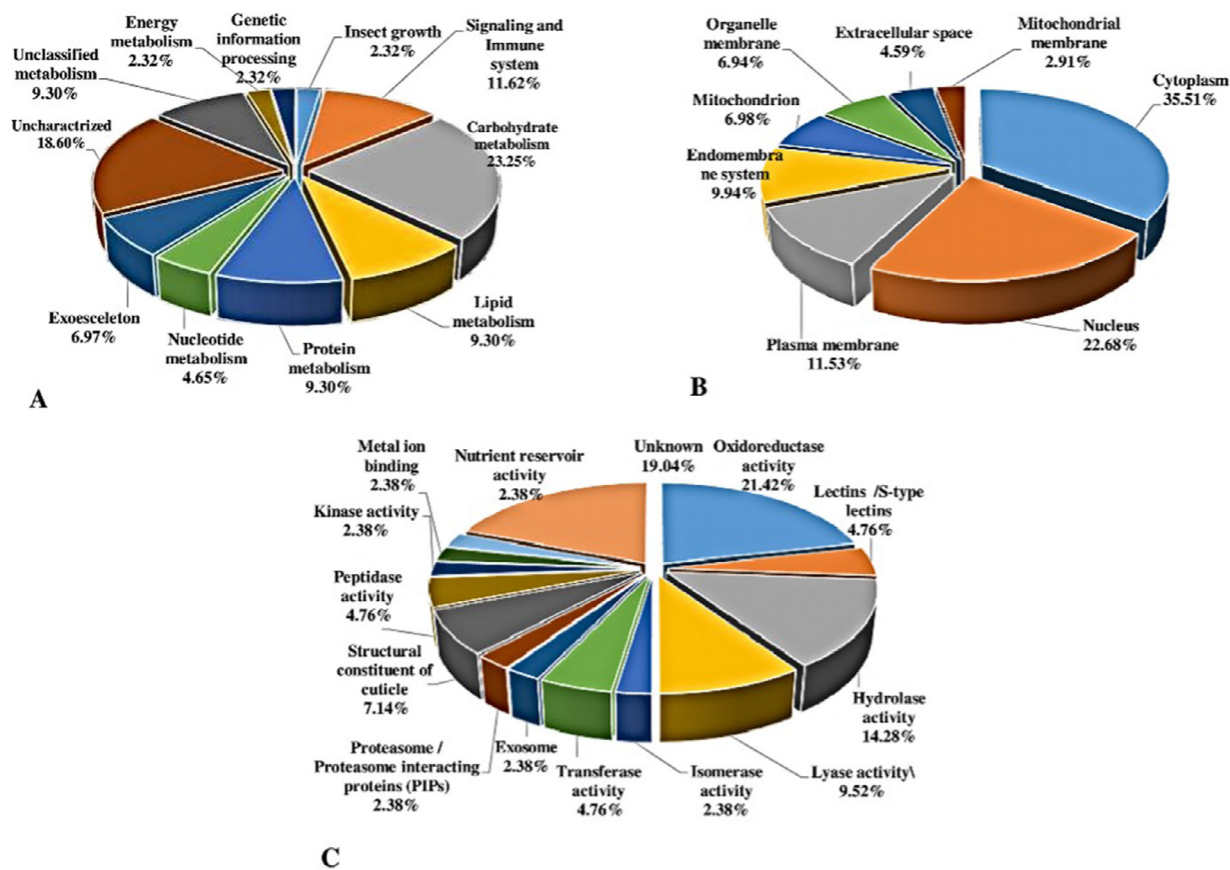 Energy
metabolism
2.32%
Genetic
information
processing
2.32%
Insect growth
2.32%
Signaling and
Immune
system
11.62%
Unclassified
metabolism
9.30%
Uncharactrized
18.60%
Carbohydrate
metabolism
23.25%
Exoesceleton
6.97%
Nucleotide
metabolism
4.65%
Protein
metabolism
9.30%
Lipid
metabolism
9.30%
A
Organelle
membrane
6.94%
Extracellular space
4.59%
Mitochondrial
membrane
2.91%
Cytoplasm
35.51%
Mitochondrion
6.98%
Endomembra
ne system
9.94%
Plasma membrane
11.53%
Nucleus
22.68%
B
Metal ion
binding
2.38%
Nutrient reservoir
activity
2.38%
Unknown
19.04%
Oxidoreductase
activity
21.42%
Lectins /S-type
lectins
4.76%
Kinase activity
2.38%
Peptidase
activity
4.76%
Structural
constituent of
cuticle
7.14%
Hydrolase
activity
14.28%
Proteasome /
Proteasome interacting
proteins (PIPs)
2.38%
Exosome
2.38%
Transferase
activity
4.76%
Isomerase
activity
2.38%
Lyase activity\
9.52%
C